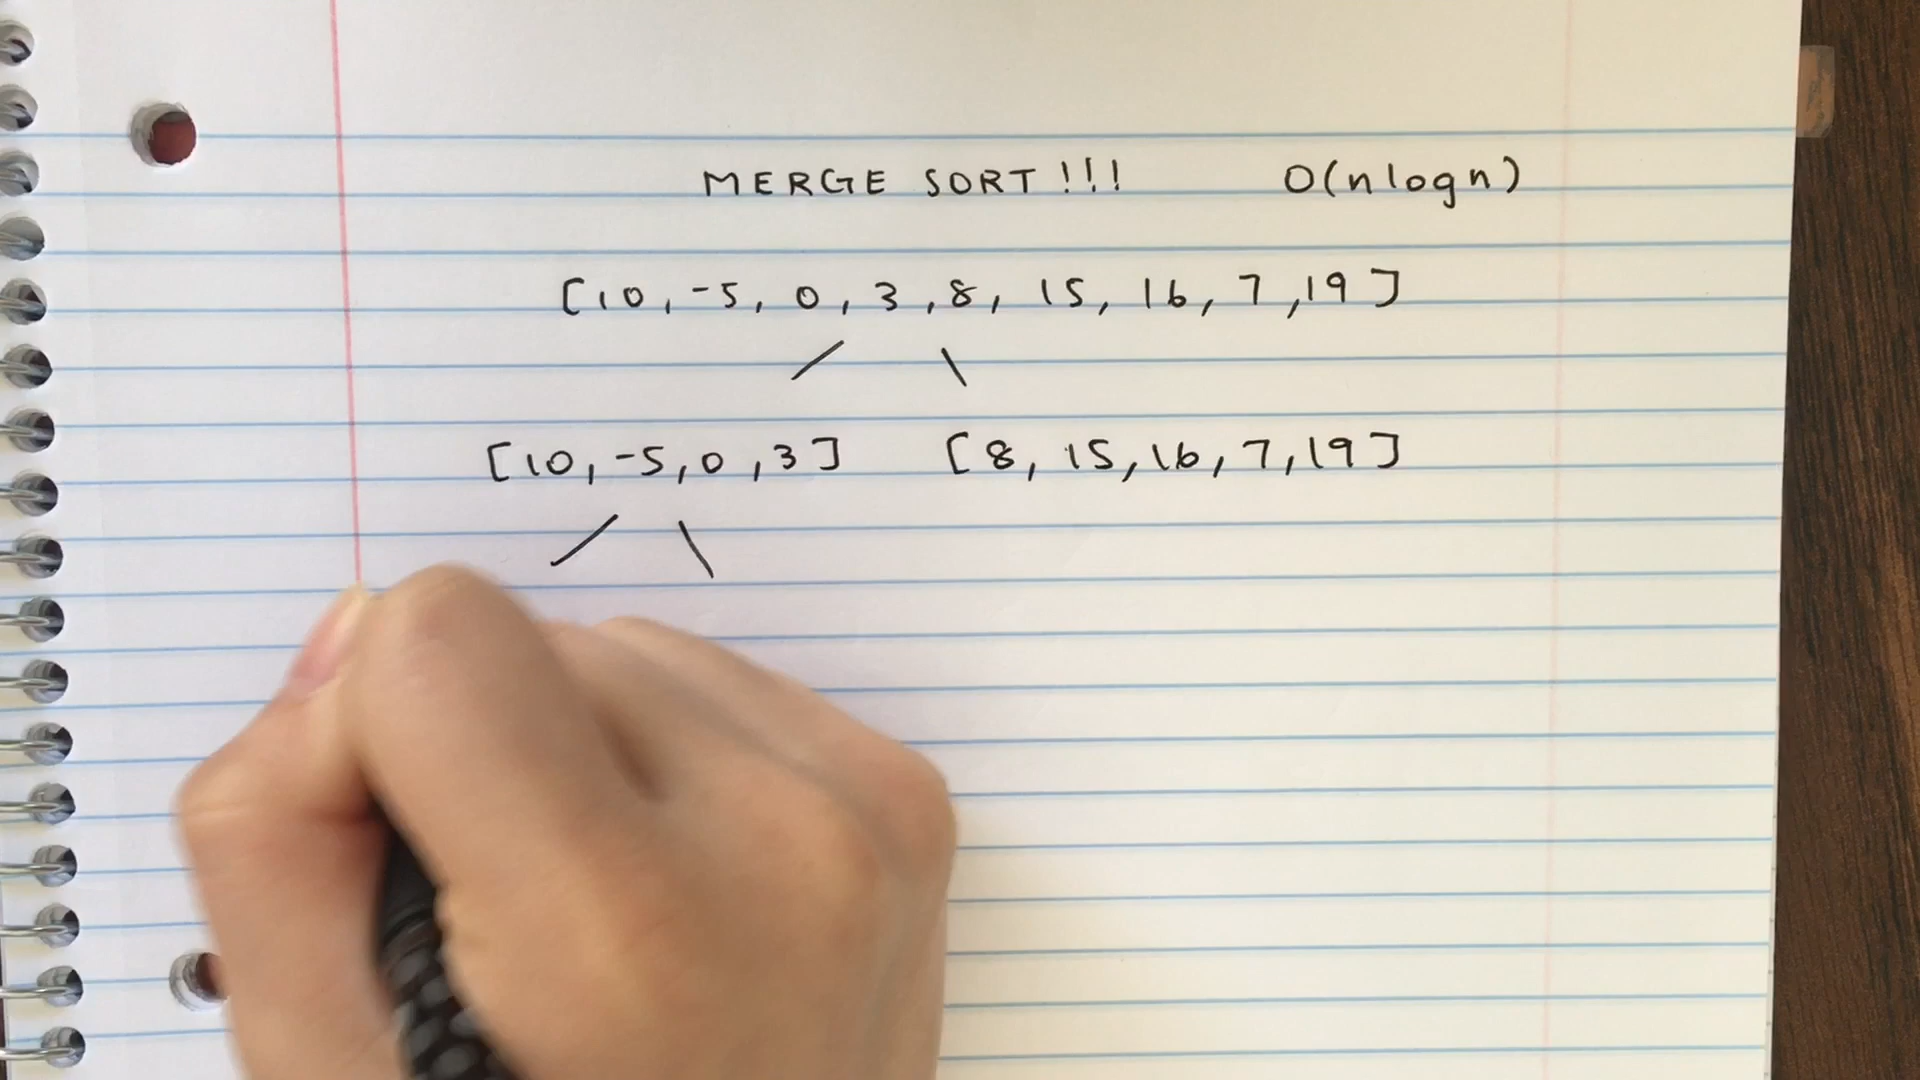 MERGE SORT!!! O(nlogn)
[10, -5, 0, 3, 8, 15, 16, 7, 19]
[10, -5, 0, 3] [8, 15, 16, 7, 19]